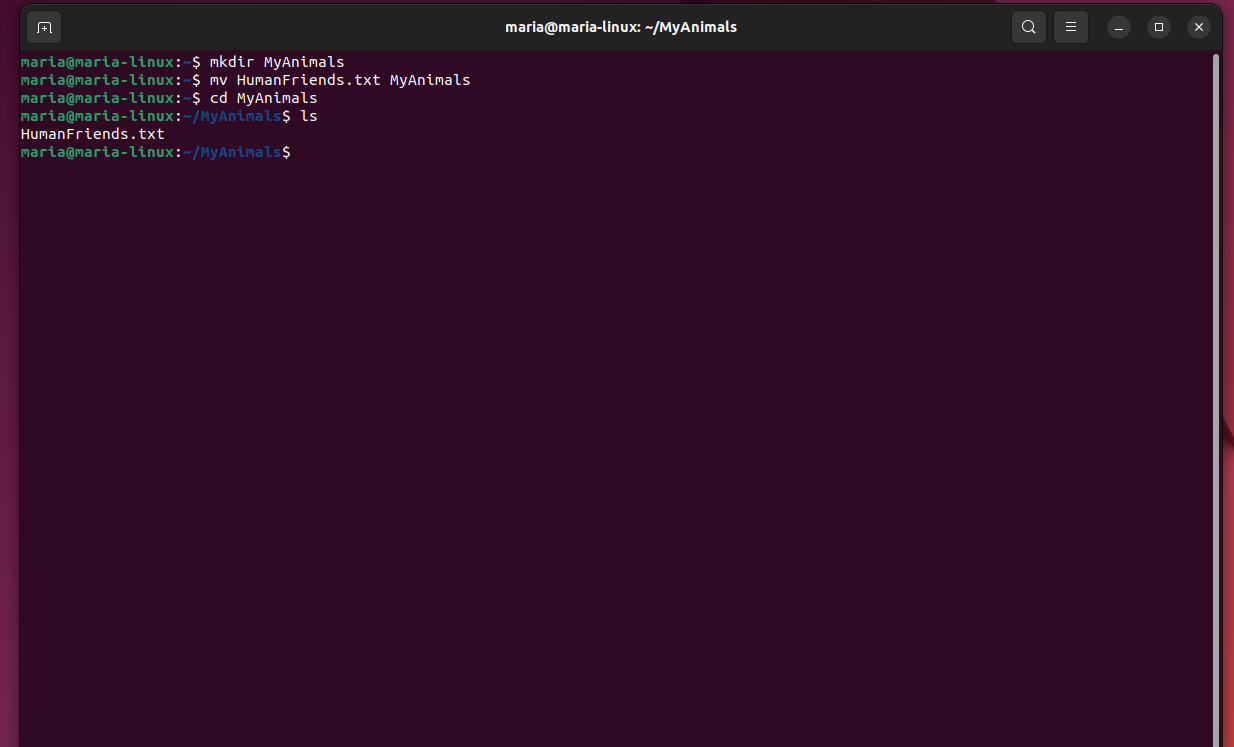 maria@maria-linux: ~/MyAnimals
maria@maria-linux:~$ mkdir MyAnimals
maria@maria-linux:~$ mv HumanFriends.txt MyAnimals
maria@maria-linux:~$ cd MyAnimals
maria@maria-linux:~/MyAnimals$ ls
HumanFriends.txt
maria@maria-linux:~/MyAnimals$